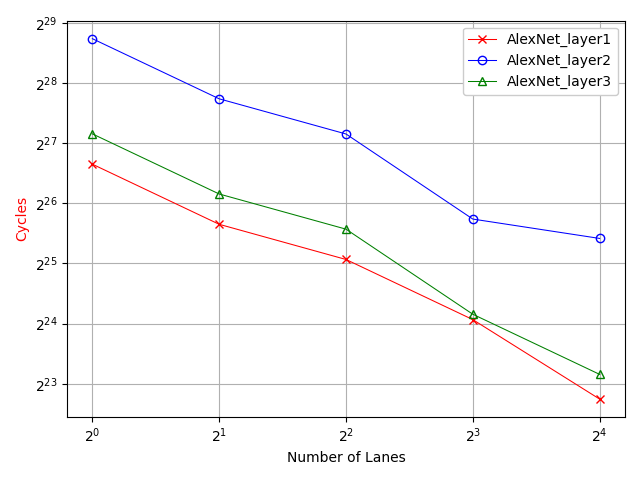 2^29
2^28
2^27
2^26
2^25
2^24
2^23
Cycles
AlexNet_layer1
AlexNet_layer2
AlexNet_layer3
2^0 2^1 2^2 2^3 2^4
Number of Lanes